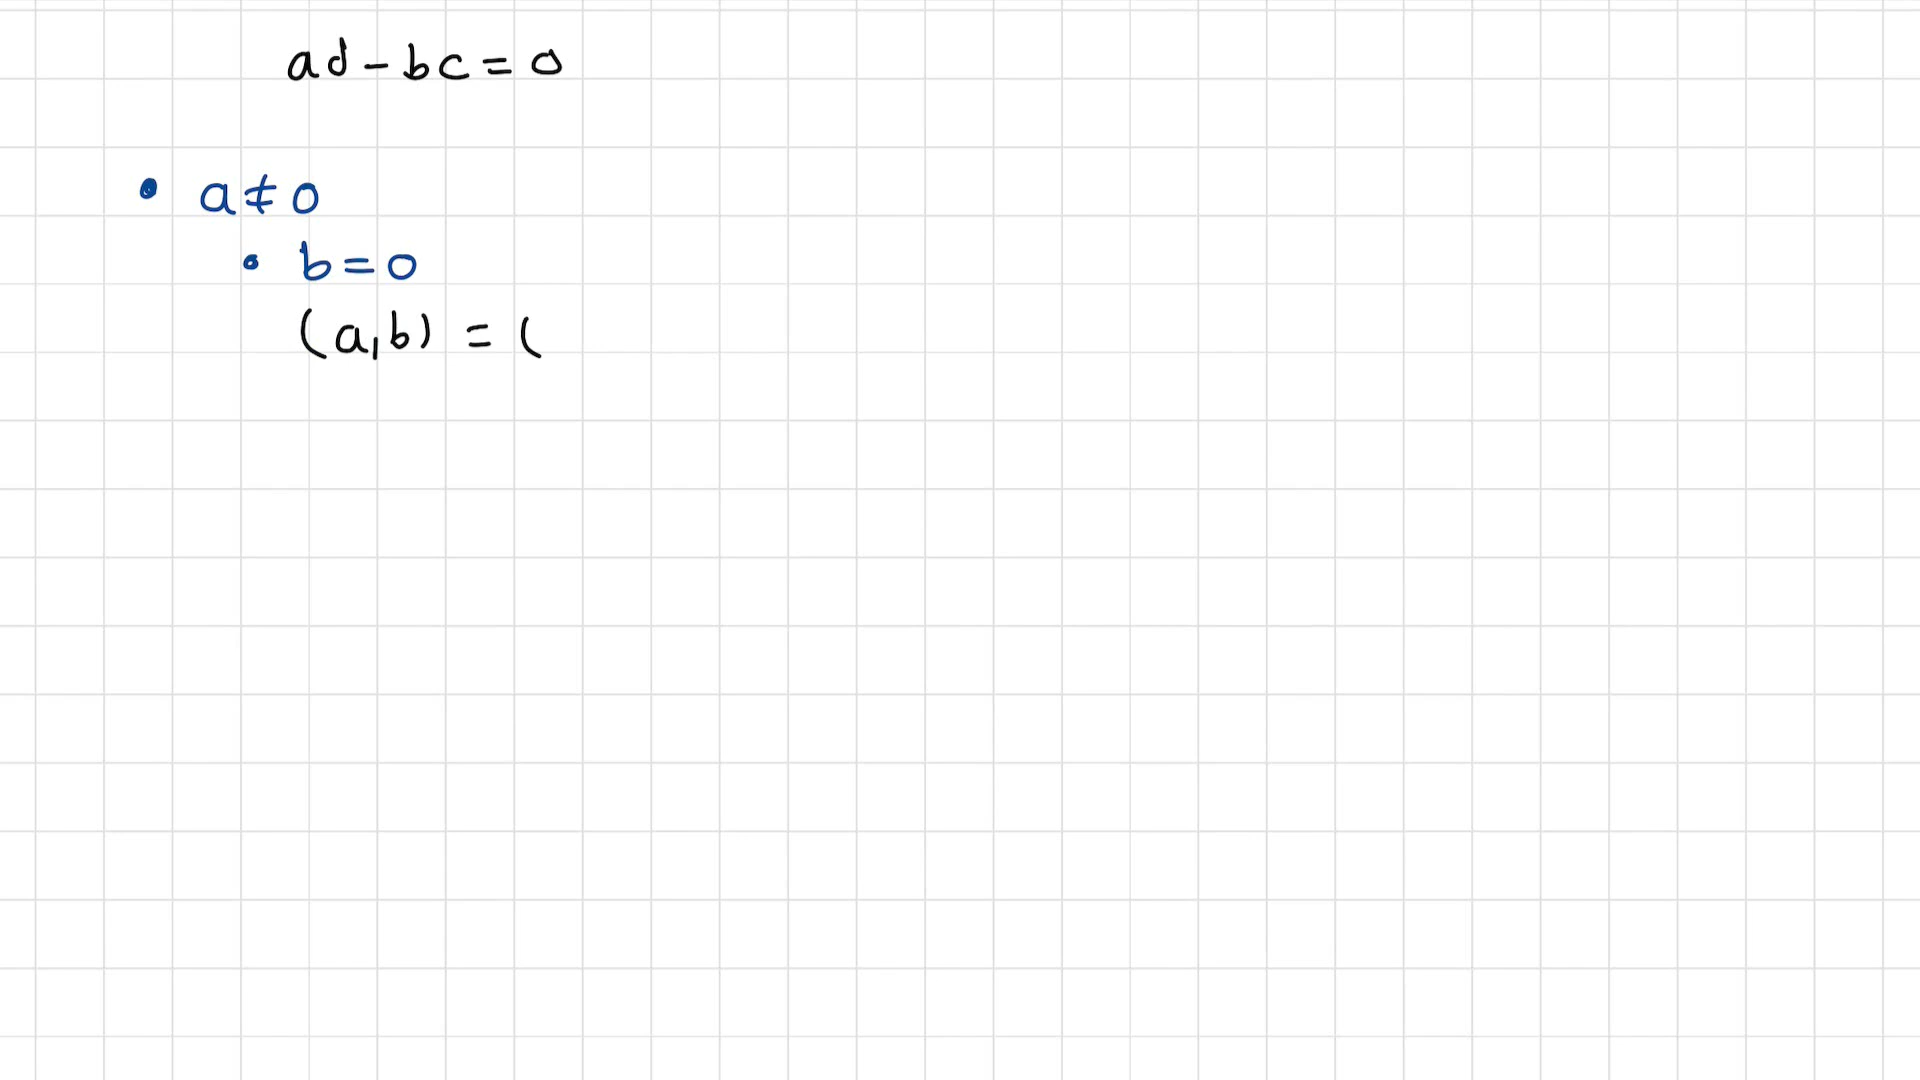 ad - bc = 0
• a ≠ 0
• b = 0
(a,b) = (